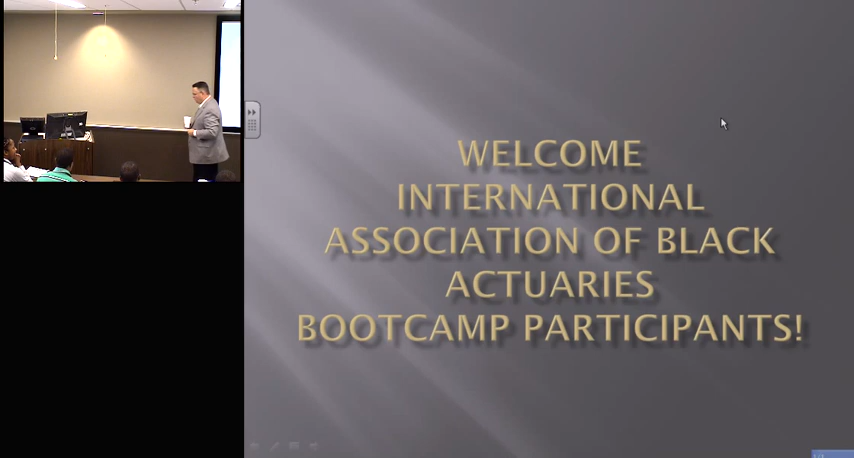 WELCOME
INTERNATIONAL
ASSOCIATION OF BLACK
ACTUARIES
BOOTCAMP PARTICIPANTS!